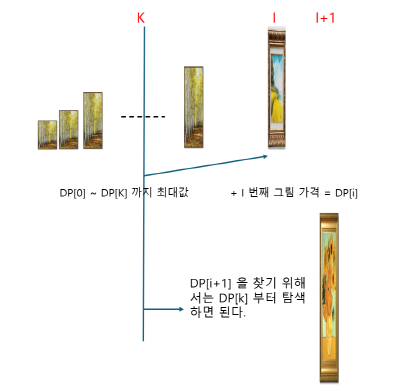 K I I+1
DP[0] ~ DP[K] 까지 최대값 + I 번째 그림 가격 = DP[i]
DP[i+1] 을 찾기 위해
서는 DP[k] 부터 탐색
하면 된다.